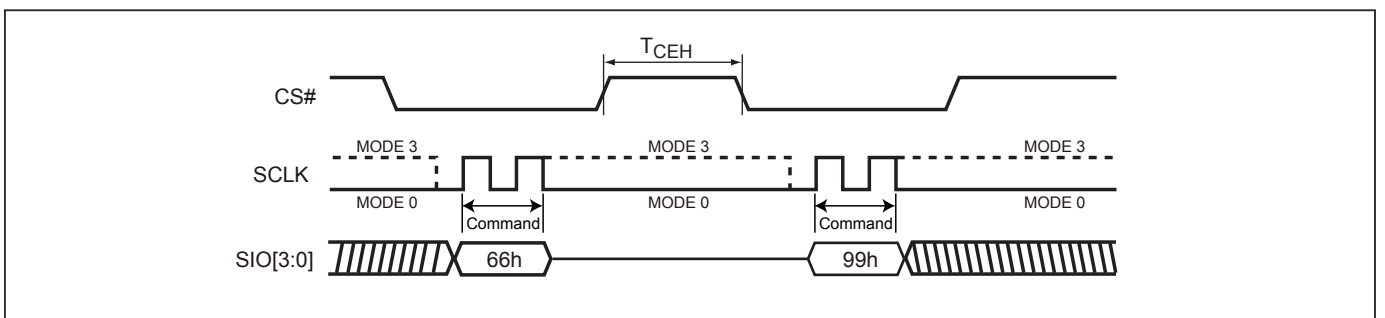 TCEH
CS#
MODE 3 MODE 3 MODE 3
SCLK
MODE 0 MODE 0 MODE 0
Command Command
SIO[3:0] 66h 99h